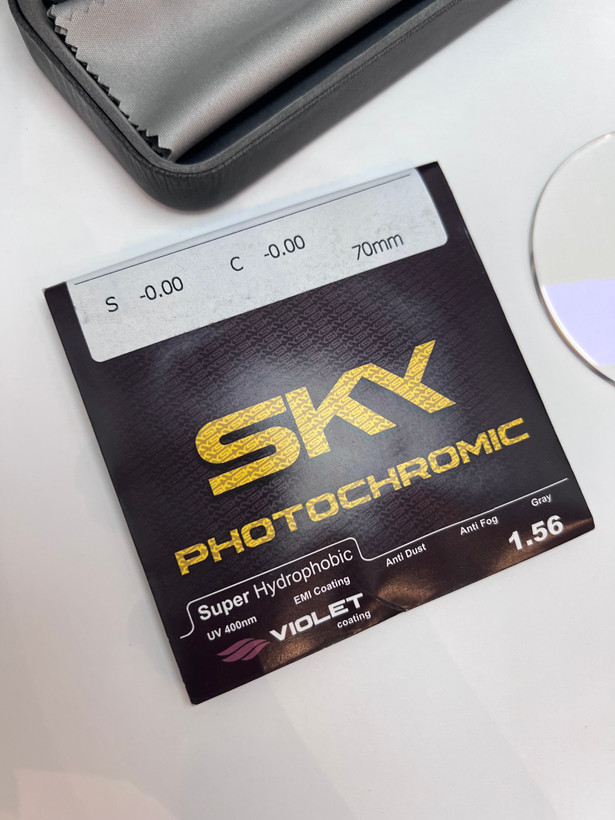 S -0.00 C -0.00 70mm
SKY
PHOTOCHROMIC
Super Hydrophobic Anti Dust Anti Fog Gray
UV 400nm EMI Coating 1.56
VIOLET
coating